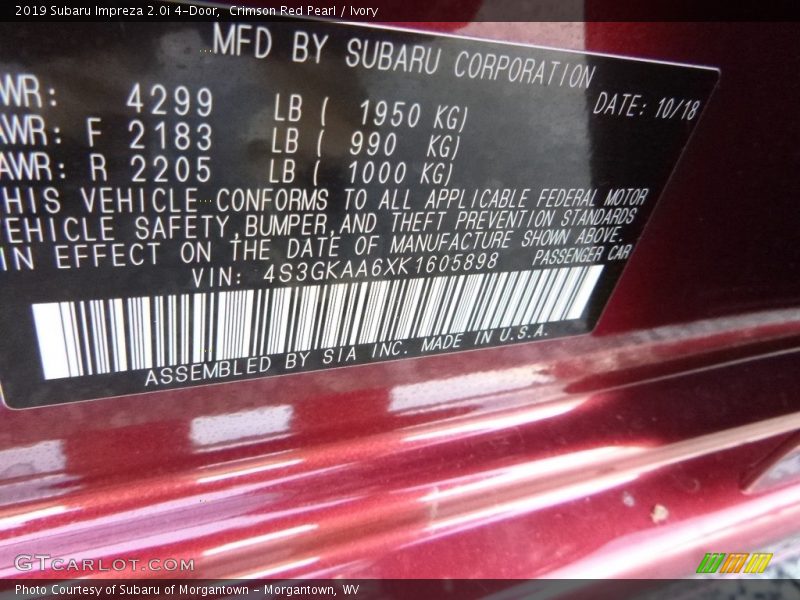 2019 Subaru Impreza 2.0i 4-Door, Crimson Red Pearl / Ivory
MFD BY SUBARU CORPORATION
DATE: 10/18
WR: 4299 LB ( 1950 KG)
AWR: F 2183 LB ( 990 KG)
AWR: R 2205 LB ( 1000 KG)
HIS VEHICLE CONFORMS TO ALL APPLICABLE FEDERAL MOTOR
EHICLE SAFETY,BUMPER,AND THEFT PREVENTION STANDARDS
IN EFFECT ON THE DATE OF MANUFACTURE SHOWN ABOVE.
VIN: 4S3GKAA6XK1605898 PASSENGER CAR
ASSEMBLED BY SIA INC. MADE IN U.S.A.
GTCARLOT.COM
Photo Courtesy of Subaru of Morgantown - Morgantown, WV